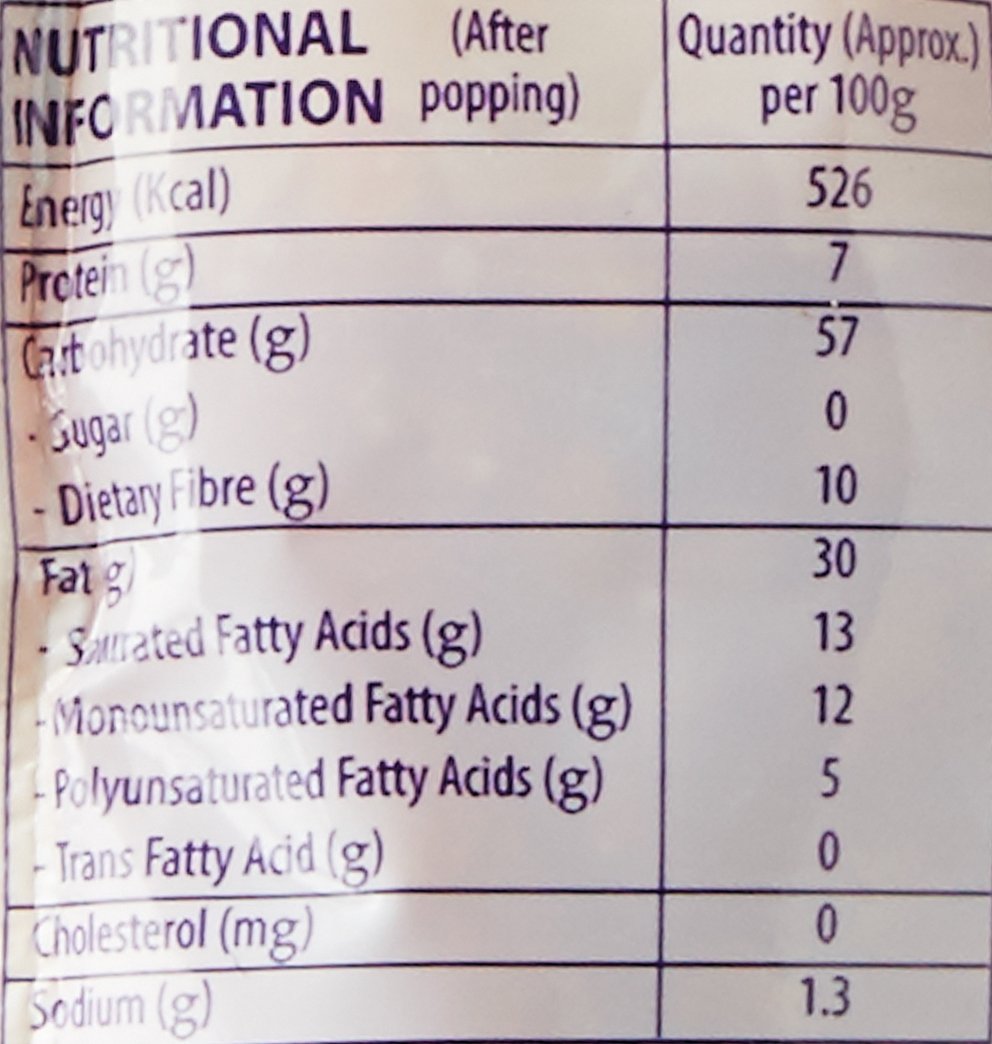 NUTRITIONAL INFORMATION (After popping) Quantity (Approx.) per 100g
Energy (Kcal) 526
Protein (g) 7
Carbohydrate (g) 57
- Sugar (g) 0
- Dietary Fibre (g) 10
Fat g) 30
- Saturated Fatty Acids (g) 13
- Monounsaturated Fatty Acids (g) 12
- Polyunsaturated Fatty Acids (g) 5
- Trans Fatty Acid (g) 0
Cholesterol (mg) 0
Sodium (g) 1.3